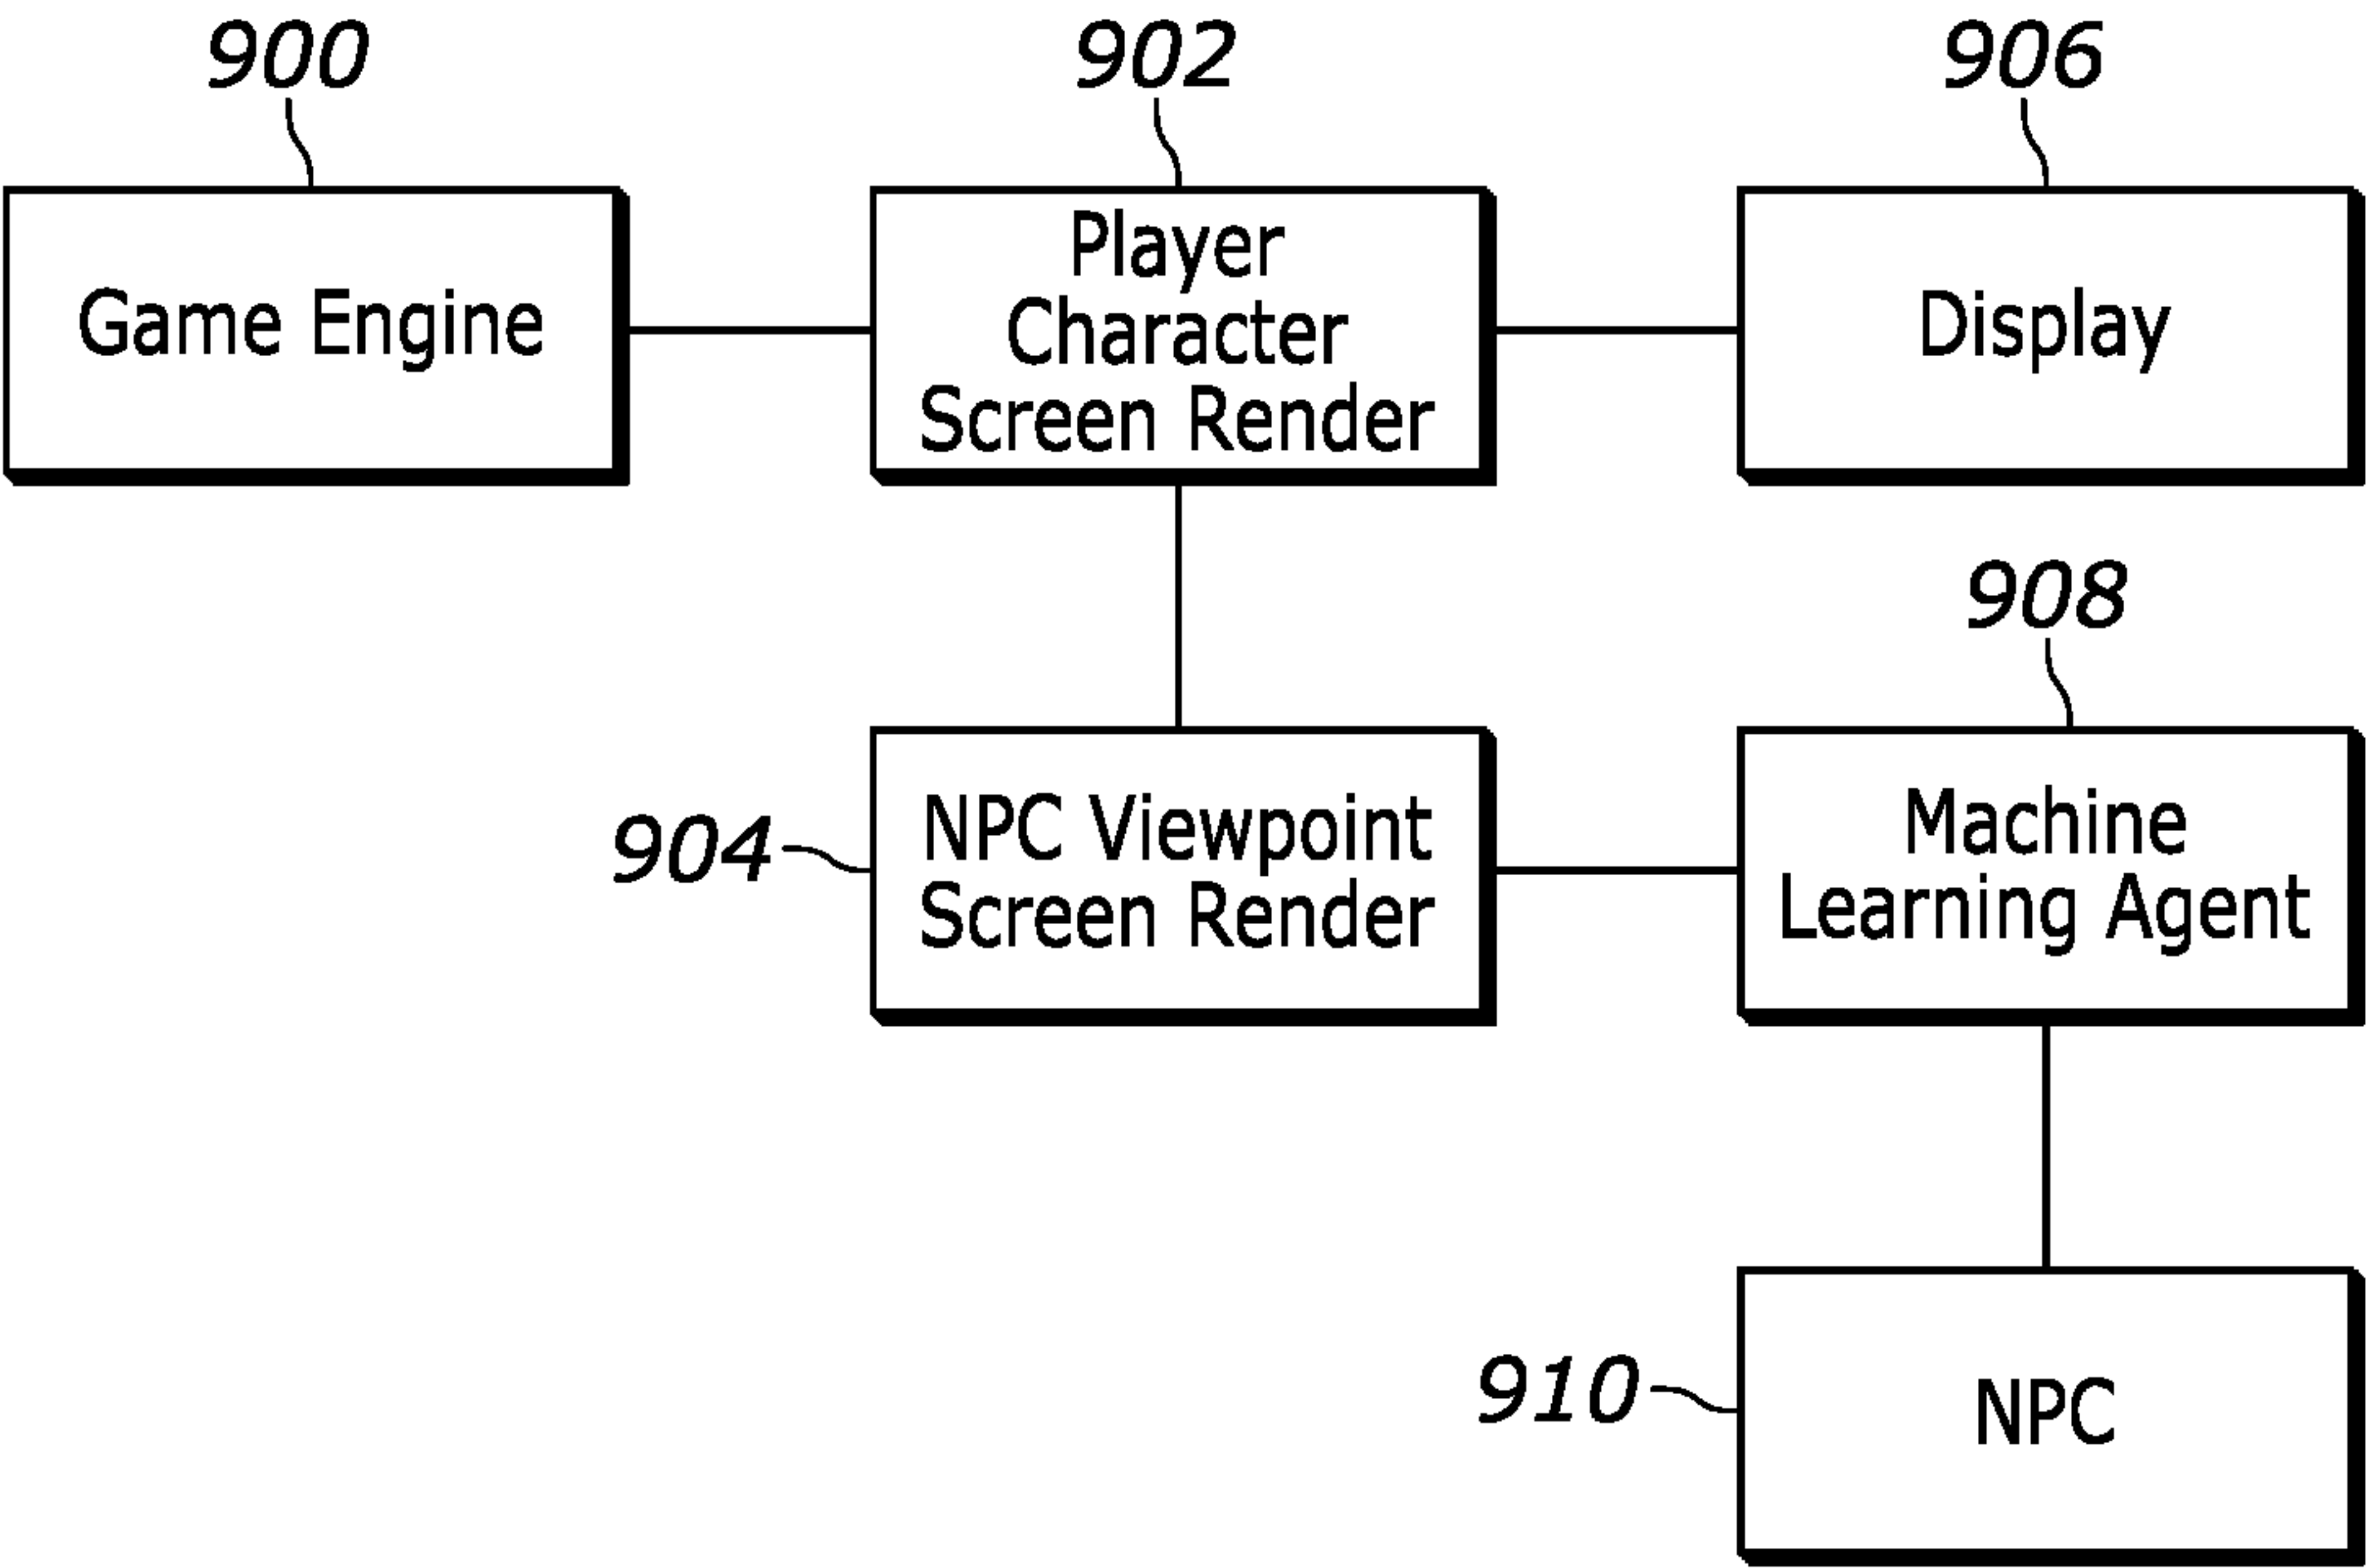 900
902
906
Game Engine
Player
Character
Screen Render
Display
908
904
NPC Viewpoint
Screen Render
Machine
Learning Agent
910
NPC